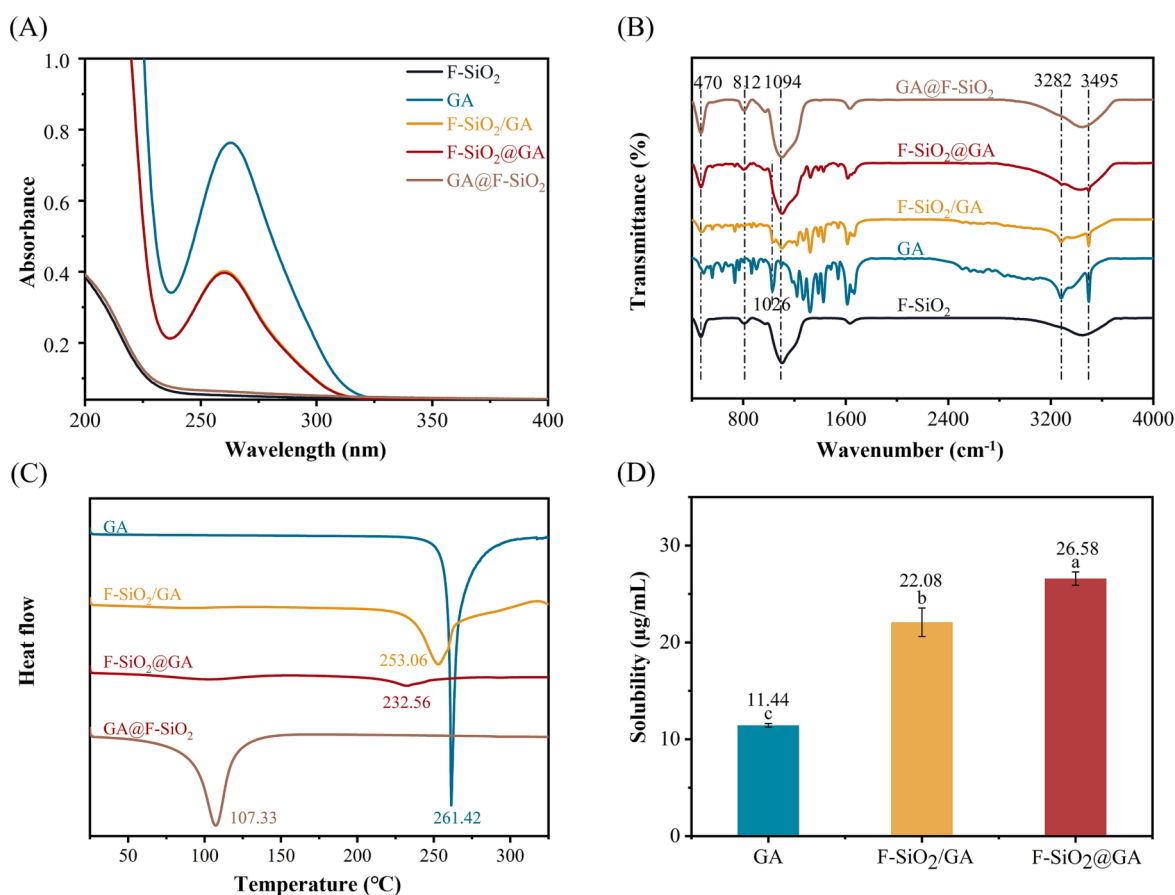 (A)
1.0
0.8
0.6
0.4
0.2
200
250
300
350
400
Absorbance
Wavelength (nm)
F-SiO₂
GA
F-SiO₂/GA
F-SiO₂@GA
GA@F-SiO₂
(B)
470
812
1094
3282
3495
GA@F-SiO₂
F-SiO₂@GA
F-SiO₂/GA
GA
1026
F-SiO₂
Transmittance (%)
800
1600
2400
3200
4000
Wavenumber (cm⁻¹)
(C)
GA
F-SiO₂/GA
253.06
F-SiO₂@GA
232.56
GA@F-SiO₂
107.33
261.42
Heat flow
50
100
150
200
250
300
Temperature (°C)
(D)
30
20
10
0
Solubility (µg/mL)
11.44
c
22.08
b
26.58
a
GA
F-SiO₂/GA
F-SiO₂@GA